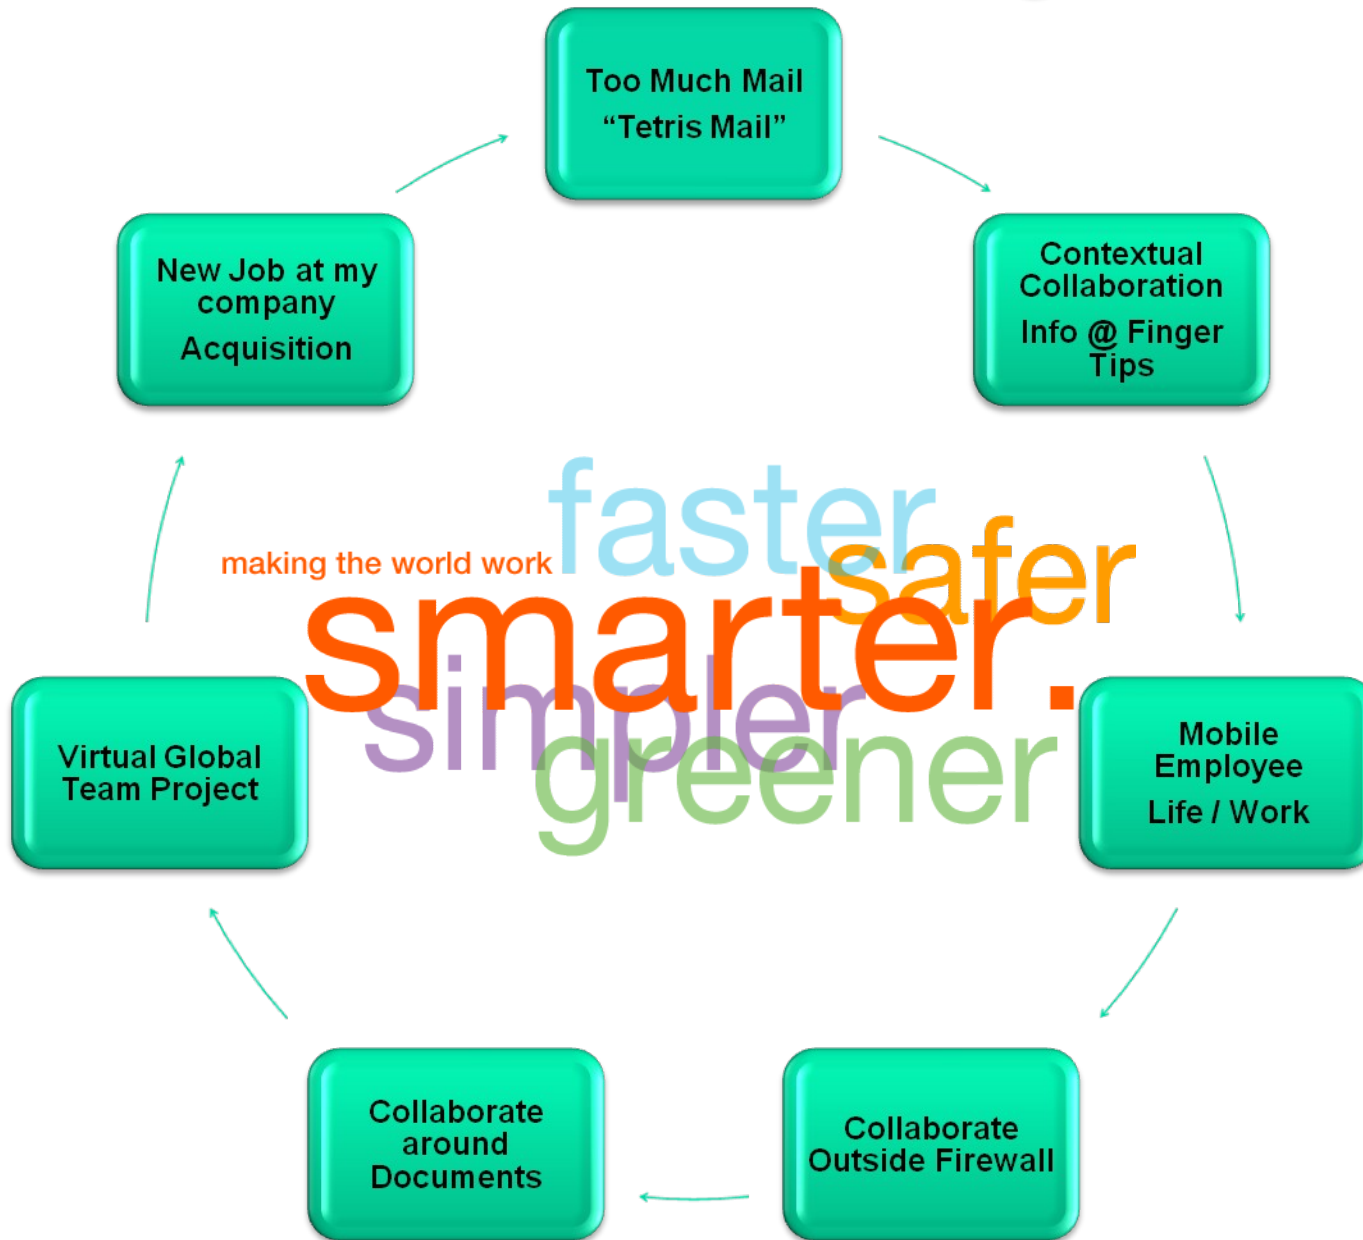 Too Much Mail
“Tetris Mail”
Contextual
Collaboration
Info @ Finger
Tips
Mobile
Employee
Life / Work
Collaborate
Outside Firewall
Collaborate
around
Documents
Virtual Global
Team Project
New Job at my
company
Acquisition
faster
safer
making the world work
smarter.
simpler
greener